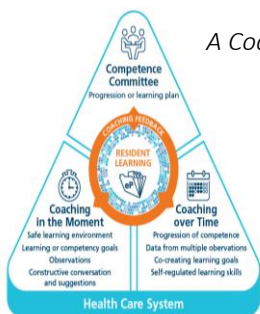 A Coa
Competence
Committee
Progression or learning plan
COACHING FEEDBACK
RESIDENT
LEARNING
eP
Coaching
in the Moment
Safe learning environment
Learning or competency goals
Observations
Constructive conversation
and suggestions
Coaching
over Time
Progression of competence
Data from multiple obervations
Co-creating learning goals
Self-regulated learning skills
Health Care System